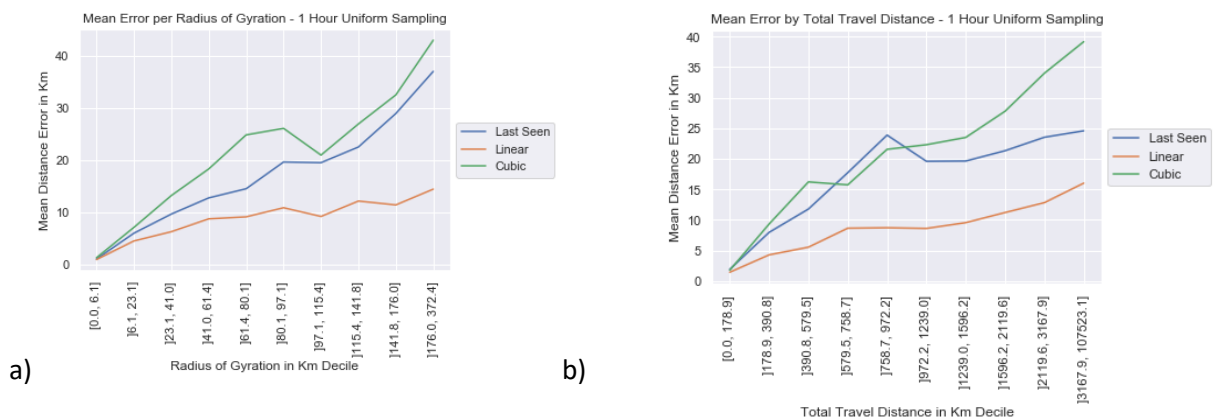 Mean Error per Radius of Gyration - 1 Hour Uniform Sampling
40
30
20
10
0
Mean Distance Error in Km
[0.0, 6.1]
]6.1, 23.1]
]23.1, 41.0]
]41.0, 61.4]
]61.4, 80.1]
]80.1, 97.1]
]97.1, 115.4]
]115.4, 141.8]
]141.8, 176.0]
]176.0, 372.4]
Radius of Gyration in Km Decile
Last Seen
Linear
Cubic
a)
Mean Error by Total Travel Distance - 1 Hour Uniform Sampling
40
35
30
25
20
15
10
5
0
Mean Distance Error in Km
[0.0, 178.9]
]178.9, 390.8]
]390.8, 579.5]
]579.5, 758.7]
]758.7, 972.2]
]972.2, 1239.0]
]1239.0, 1596.2]
]1596.2, 2119.6]
]2119.6, 3167.9]
]3167.9, 107523.1]
Total Travel Distance in Km Decile
Last Seen
Linear
Cubic
b)